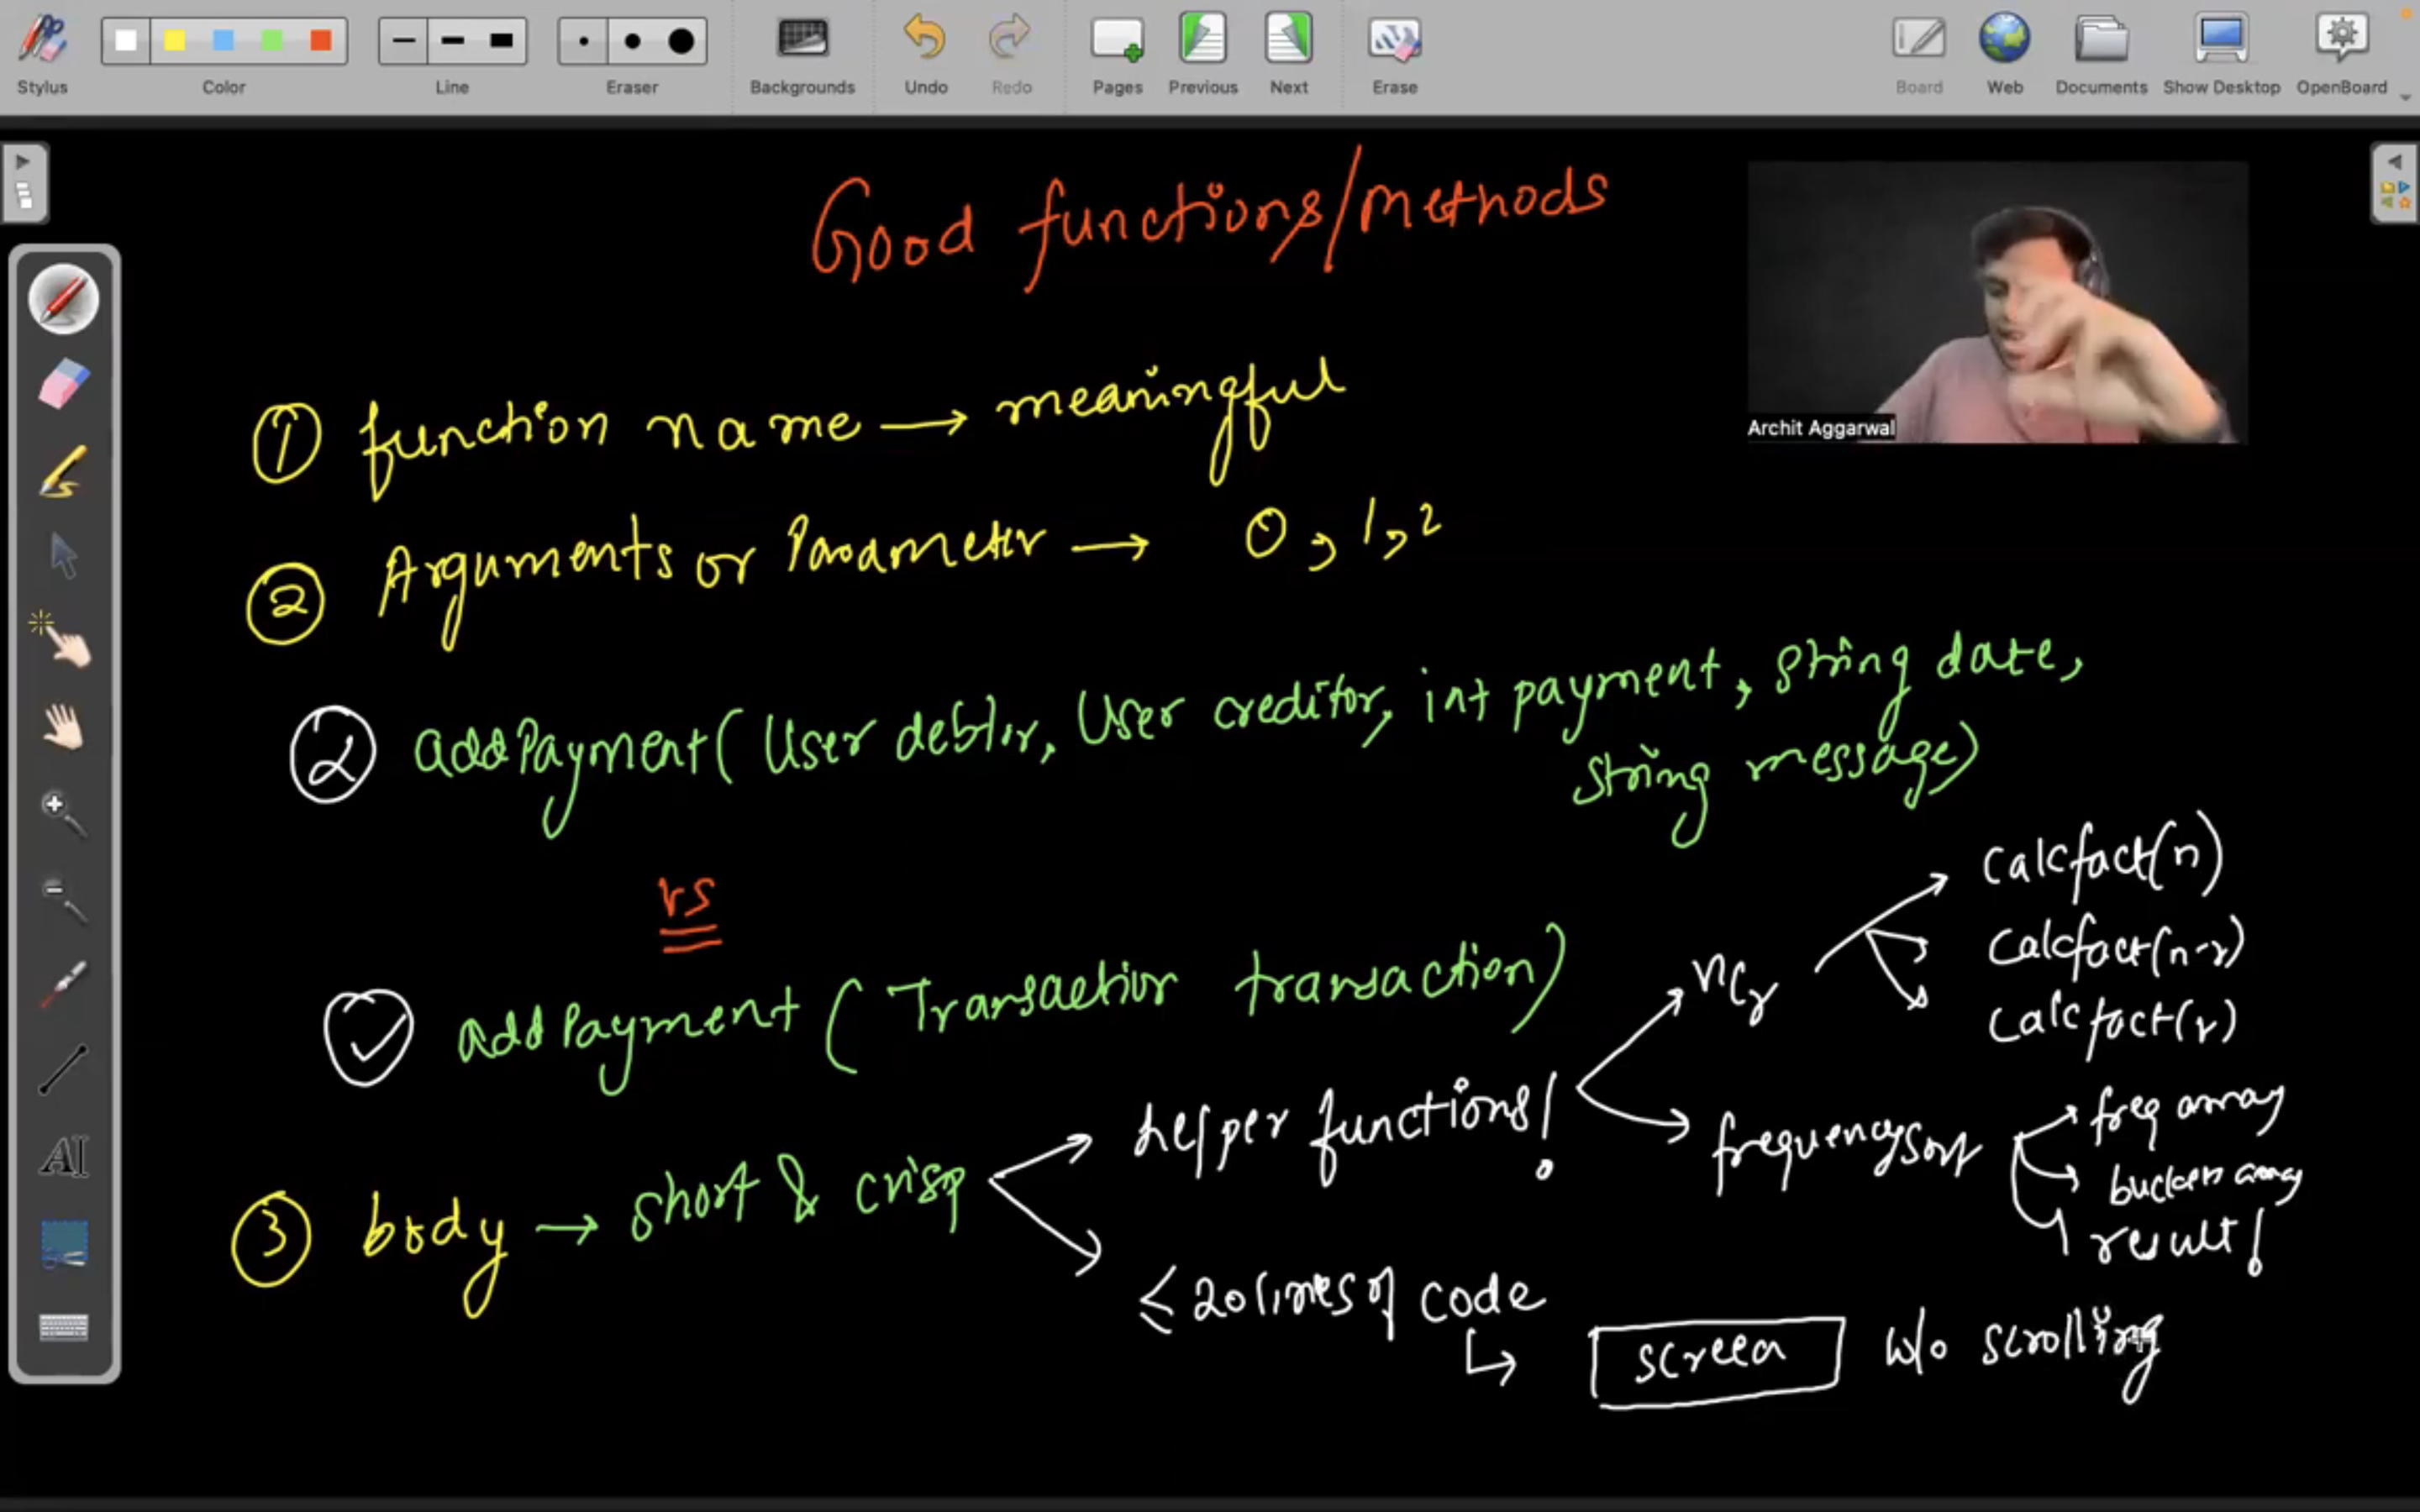 Stylus Color Line Eraser Backgrounds Undo Redo Pages Previous Next Erase Board Web Documents Show Desktop OpenBoard
Good functions/methods
Archit Aggarwal
1 function name → meaningful
2 Arguments or Parameter → 0, 1, 2
addPayment( User debtor, User creditor, int payment, string date,
string message)
vs
addPayment ( Transaction transaction)
nCr
calcfact(n)
calcfact(n-r)
calcfact(r)
helper functions!
frequencysort
freq array
buckets array
result!
3 body → short & crisp
≤ 20 lines of code
↳ screen w/o scrolling
AI